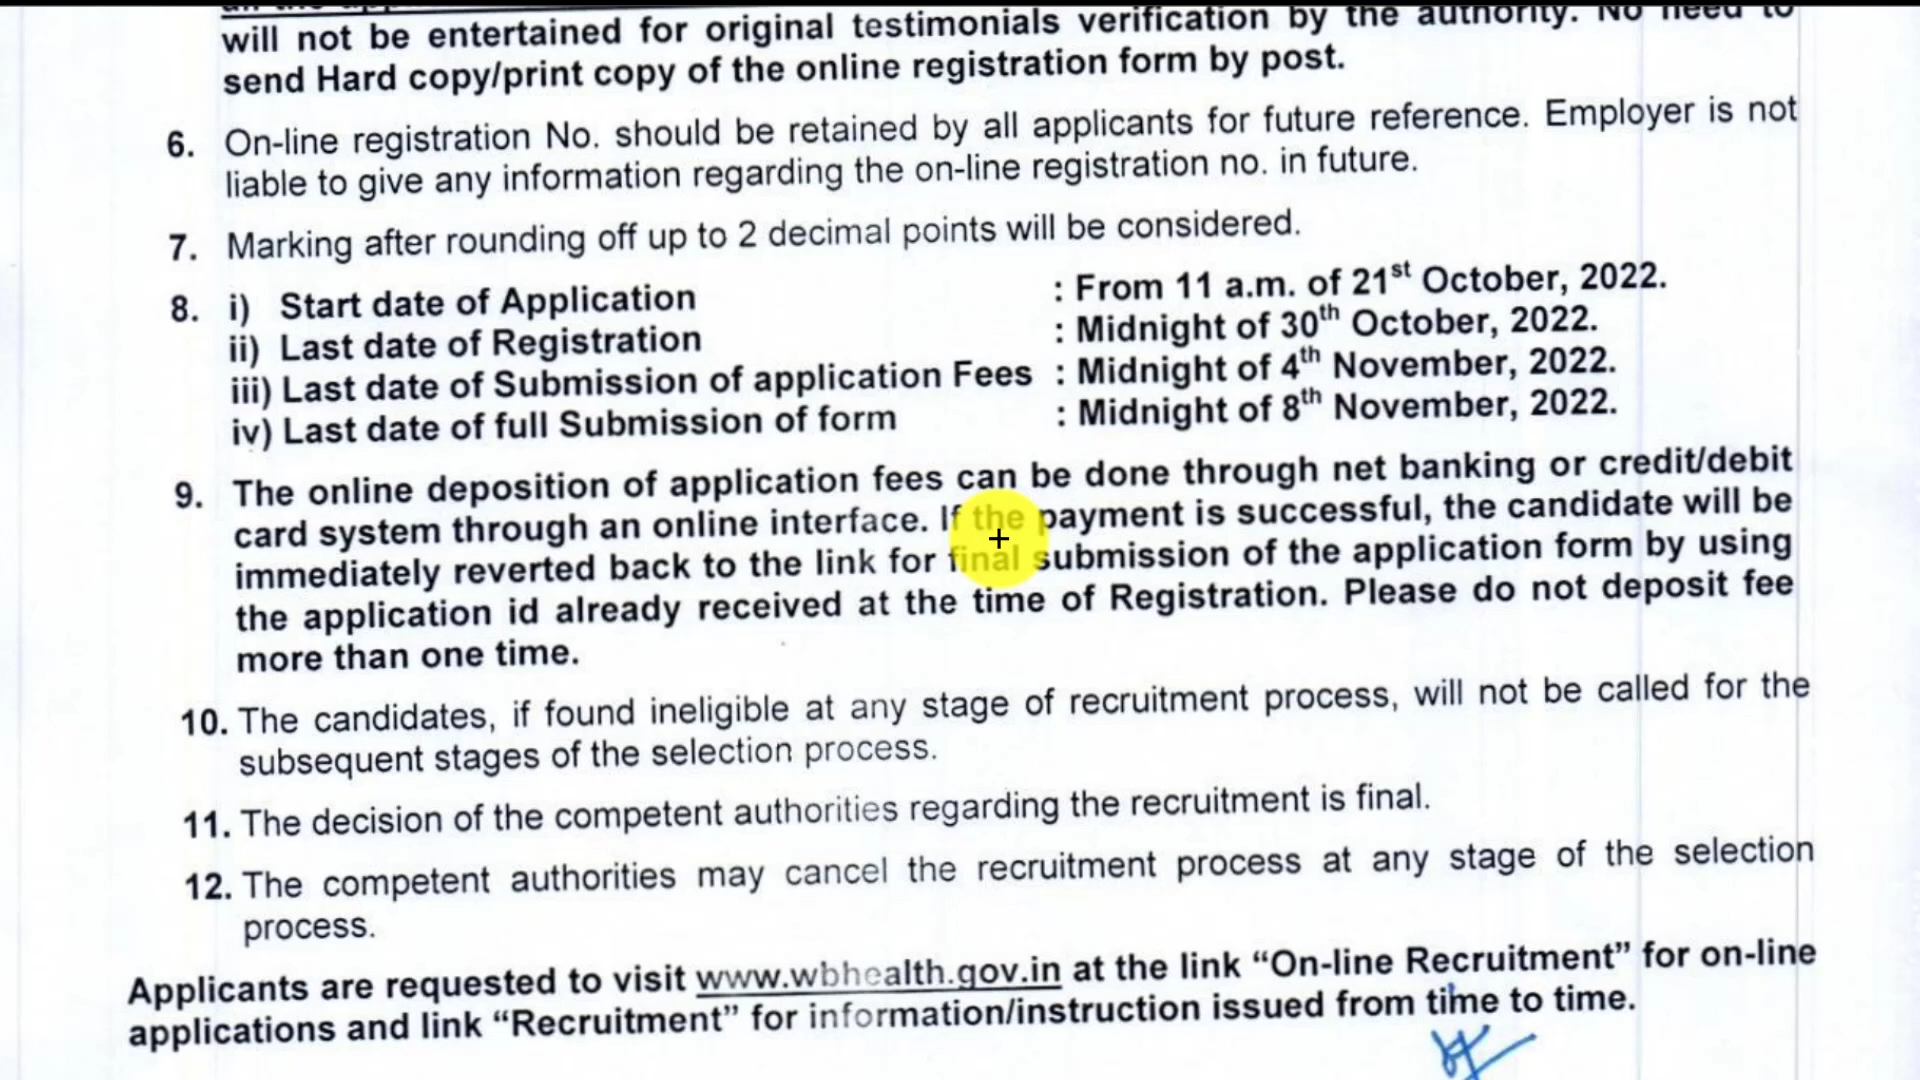 will not be entertained for original testimonials verification by the authority. No need to
send Hard copy/print copy of the online registration form by post.
6. On-line registration No. should be retained by all applicants for future reference. Employer is not
liable to give any information regarding the on-line registration no. in future.
7. Marking after rounding off up to 2 decimal points will be considered.
8. i) Start date of Application : From 11 a.m. of 21st October, 2022.
ii) Last date of Registration : Midnight of 30th October, 2022.
iii) Last date of Submission of application Fees : Midnight of 4th November, 2022.
iv) Last date of full Submission of form : Midnight of 8th November, 2022.
9. The online deposition of application fees can be done through net banking or credit/debit
card system through an online interface. If the payment is successful, the candidate will be
immediately reverted back to the link for final submission of the application form by using
the application id already received at the time of Registration. Please do not deposit fee
more than one time.
10. The candidates, if found ineligible at any stage of recruitment process, will not be called for the
subsequent stages of the selection process.
11. The decision of the competent authorities regarding the recruitment is final.
12. The competent authorities may cancel the recruitment process at any stage of the selection
process.
Applicants are requested to visit www.wbhealth.gov.in at the link “On-line Recruitment” for on-line
applications and link “Recruitment” for information/instruction issued from time to time.